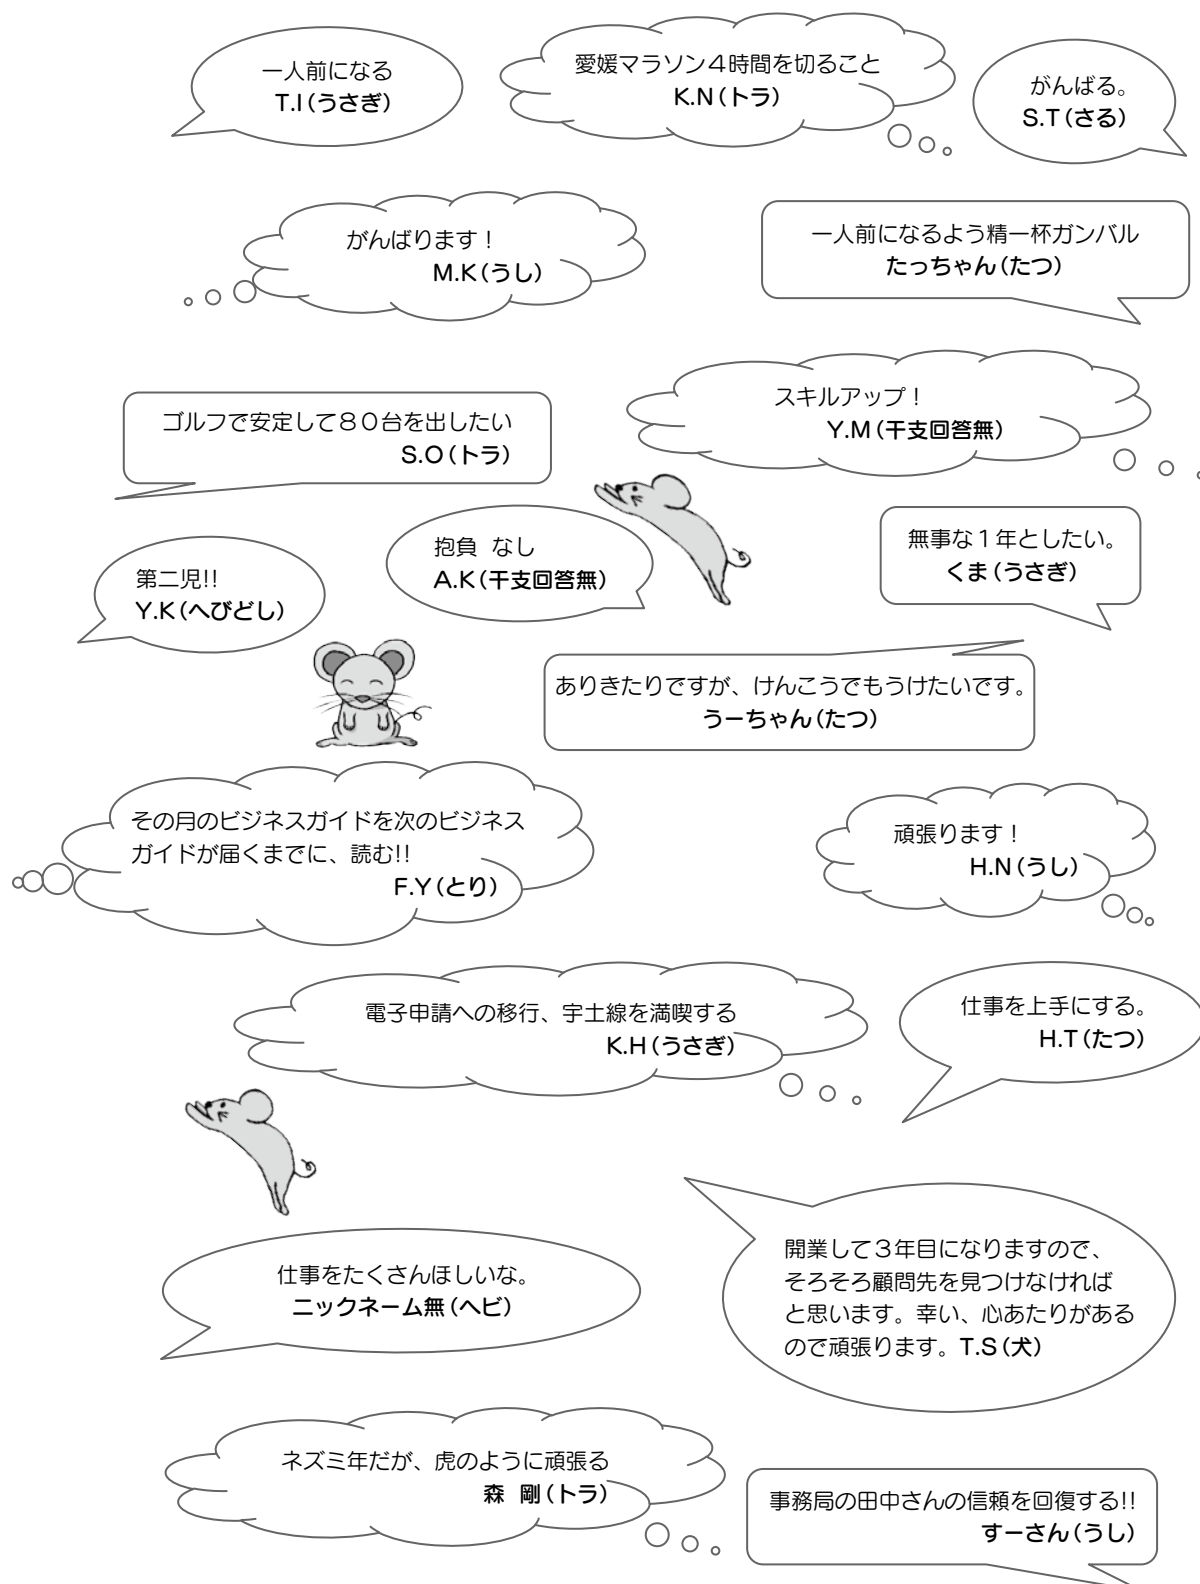 一人前になる
T.I（うさぎ）
愛媛マラソン４時間を切ること
K.N（トラ）
がんばる。
S.T（さる）
がんばります！
M.K（うし）
一人前になるよう精一杯ガンバル
たっちゃん（たつ）
ゴルフで安定して８０台を出したい
S.O（トラ）
スキルアップ！
Y.M（干支回答無）
第二児!!
Y.K（へびどし）
抱負 なし
A.K（干支回答無）
無事な１年としたい。
くま（うさぎ）
ありきたりですが、けんこうでもうけたいです。
うーちゃん（たつ）
その月のビジネスガイドを次のビジネス
ガイドが届くまでに、読む!!
F.Y（とり）
頑張ります！
H.N（うし）
電子申請への移行、宇土線を満喫する
K.H（うさぎ）
仕事を上手にする。
H.T（たつ）
仕事をたくさんほしいな。
ニックネーム無（ヘビ）
開業して３年目になりますので、
そろそろ顧問先を見つけなければ
と思います。幸い、心あたりがある
ので頑張ります。T.S（犬）
ネズミ年だが、虎のように頑張る
森 剛（トラ）
事務局の田中さんの信頼を回復する!!
すーさん（うし）